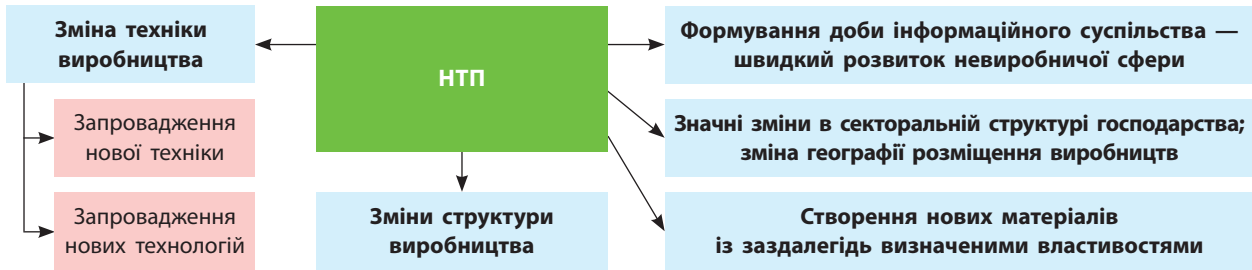 Зміна техніки
виробництва
Запровадження
нової техніки
Запровадження
нових технологій
НТП
Зміни структури
виробництва
Формування доби інформаційного суспільства —
швидкий розвиток невиробничої сфери
Значні зміни в секторальній структурі господарства;
зміна географії розміщення виробництв
Створення нових матеріалів
із заздалегідь визначеними властивостями